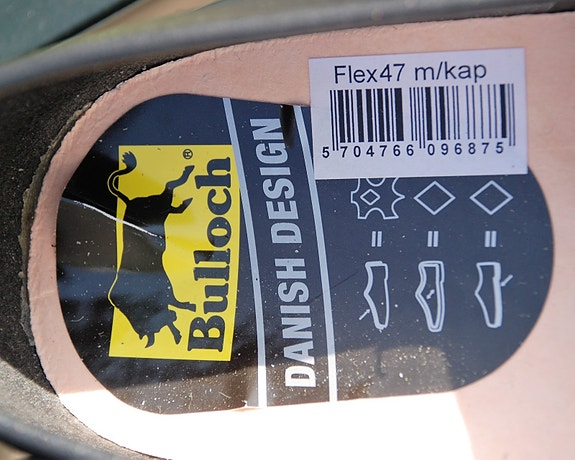 Flex47 m/kap
5 704766 096875
Bulloch®
DANISH DESIGN